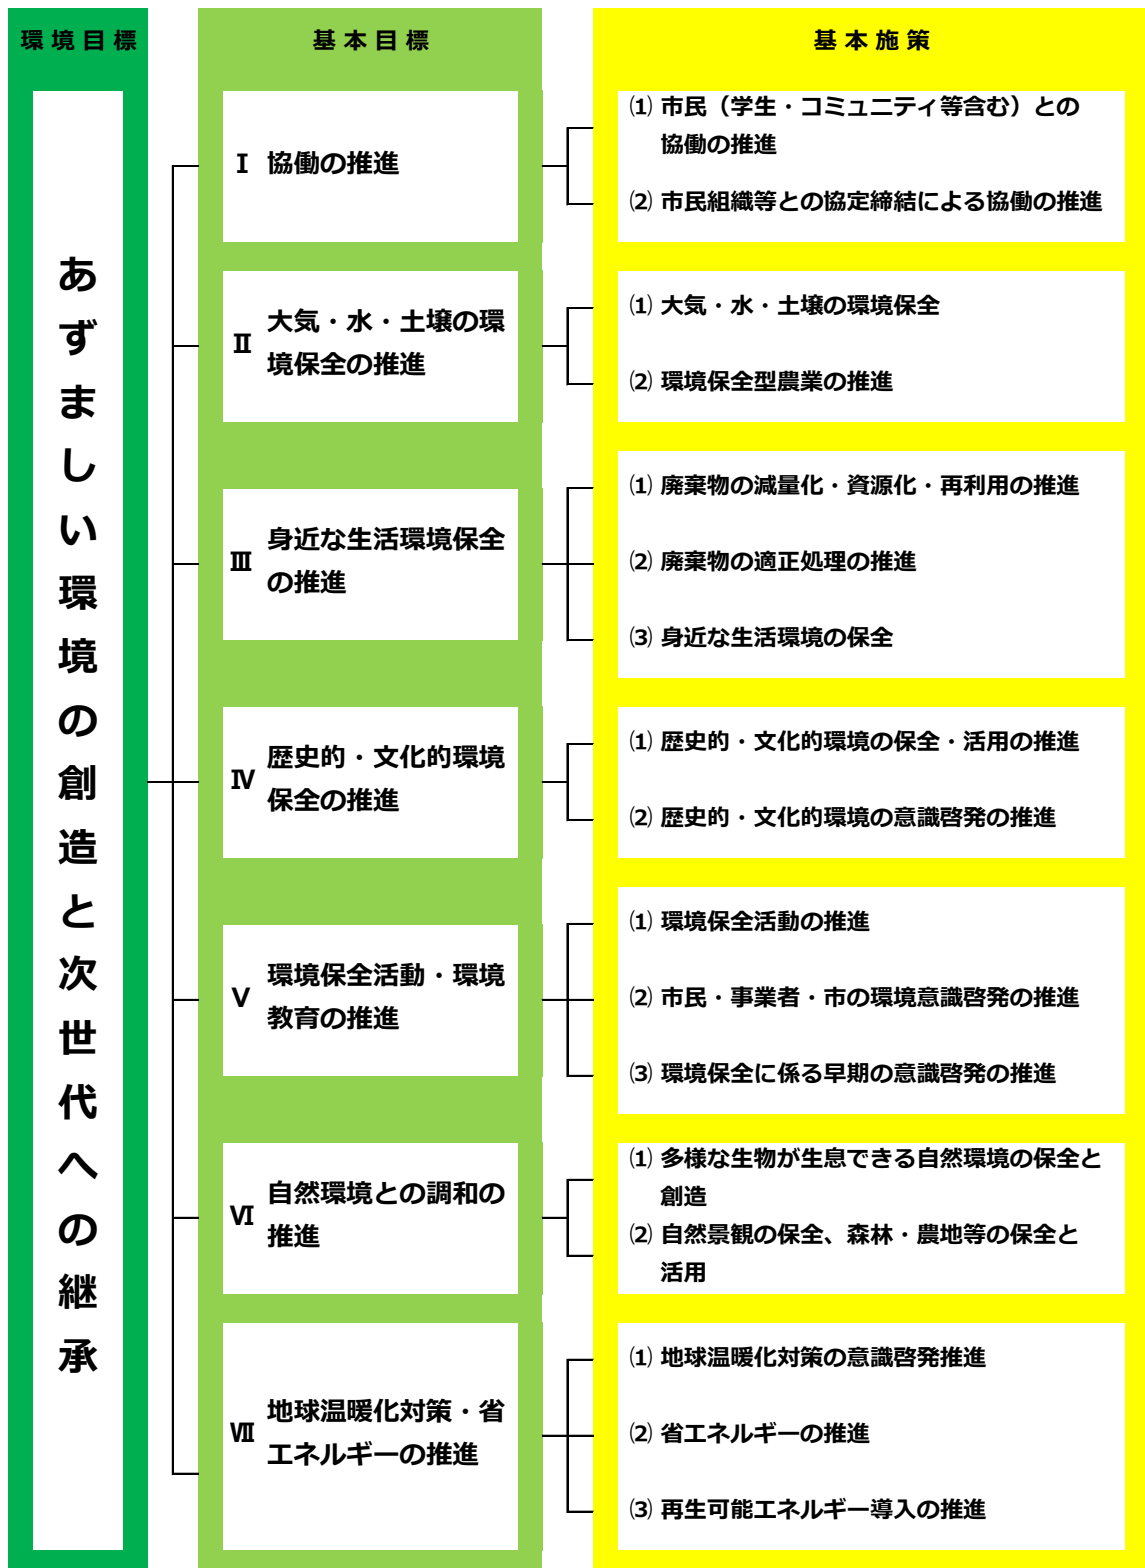 環境目標
基本目標
基本施策
あずましい環境の創造と次世代への継承
Ⅰ 協働の推進
⑴ 市民（学生・コミュニティ等含む）との
協働の推進
⑵ 市民組織等との協定締結による協働の推進
Ⅱ 大気・水・土壌の環
境保全の推進
⑴ 大気・水・土壌の環境保全
⑵ 環境保全型農業の推進
Ⅲ 身近な生活環境保全
の推進
⑴ 廃棄物の減量化・資源化・再利用の推進
⑵ 廃棄物の適正処理の推進
⑶ 身近な生活環境の保全
Ⅳ 歴史的・文化的環境
保全の推進
⑴ 歴史的・文化的環境の保全・活用の推進
⑵ 歴史的・文化的環境の意識啓発の推進
Ⅴ 環境保全活動・環境
教育の推進
⑴ 環境保全活動の推進
⑵ 市民・事業者・市の環境意識啓発の推進
⑶ 環境保全に係る早期の意識啓発の推進
Ⅵ 自然環境との調和の
推進
⑴ 多様な生物が生息できる自然環境の保全と
創造
⑵ 自然景観の保全、森林・農地等の保全と
活用
Ⅶ 地球温暖化対策・省
エネルギーの推進
⑴ 地球温暖化対策の意識啓発推進
⑵ 省エネルギーの推進
⑶ 再生可能エネルギー導入の推進